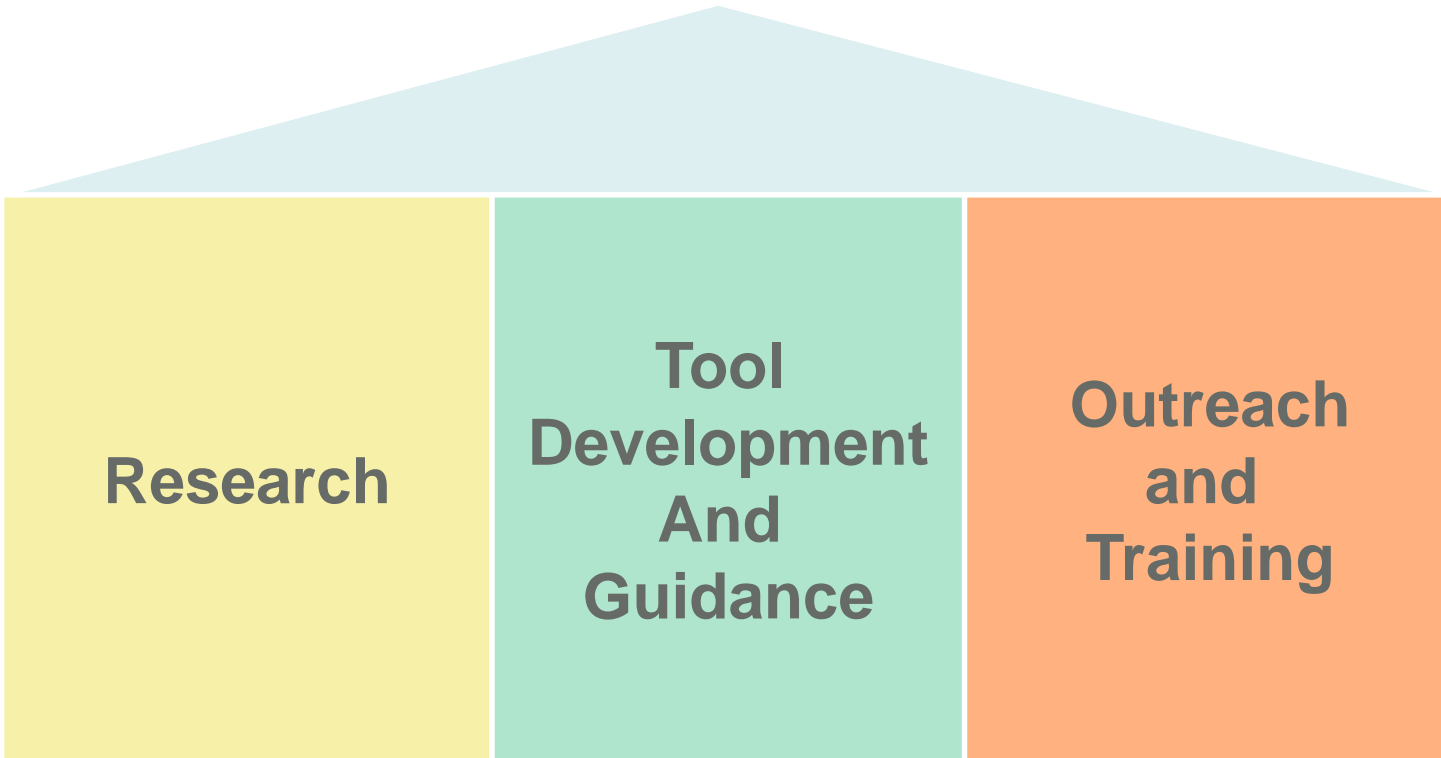 Research
Tool
Development
And
Guidance
Outreach
and
Training